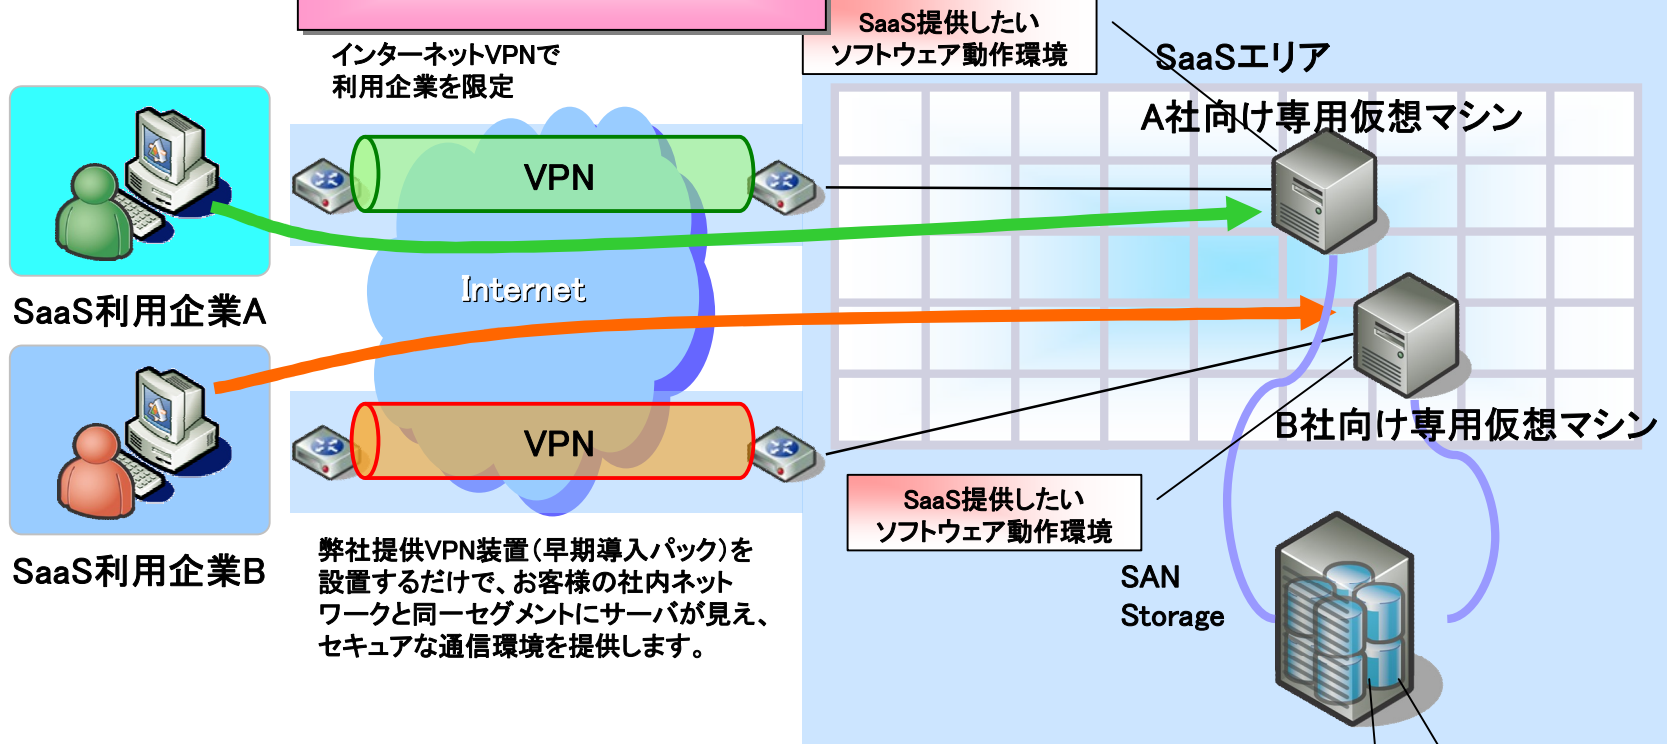 SaaS提供したい
ソフトウェア動作環境
インターネットVPNで
利用企業を限定
SaaSエリア
A社向け専用仮想マシン
VPN
Internet
SaaS利用企業A
VPN
B社向け専用仮想マシン
SaaS提供したい
ソフトウェア動作環境
SaaS利用企業B
弊社提供VPN装置(早期導入パック)を
設置するだけで、お客様の社内ネット
ワークと同一セグメントにサーバが見え、
セキュアな通信環境を提供します。
SAN
Storage